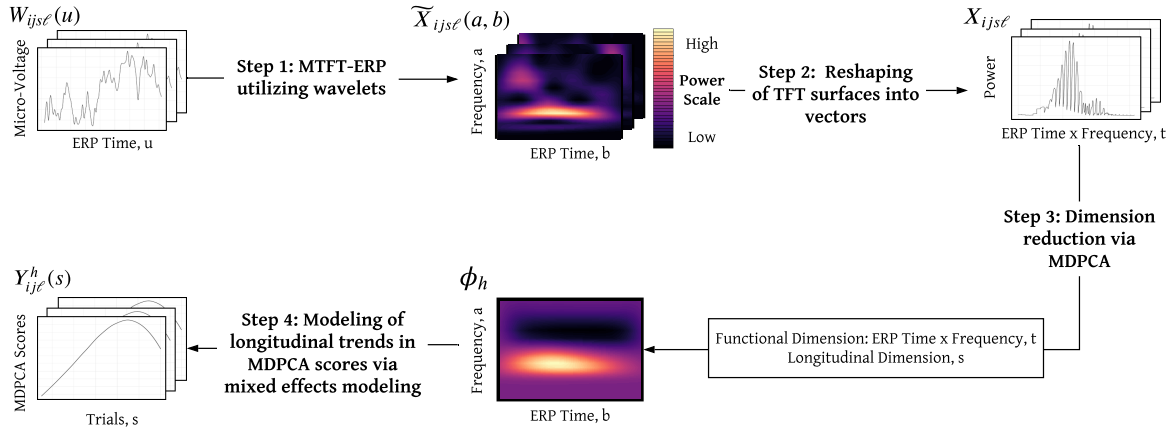 W_{ijsℓ}(u)
Micro-Voltage
ERP Time, u
Step 1: MTFT-ERP
utilizing wavelets
X̃_{ijsℓ}(a, b)
Frequency, a
ERP Time, b
High
Power
Scale
Low
Step 2: Reshaping
of TFT surfaces into
vectors
X_{ijsℓ}
Power
ERP Time x Frequency, t
Step 3: Dimension
reduction via
MDPCA
Functional Dimension: ERP Time x Frequency, t
Longitudinal Dimension, s
ϕ_h
Frequency, a
ERP Time, b
Step 4: Modeling of
longitudinal trends in
MDPCA scores via
mixed effects modeling
Y^h_{ijℓ}(s)
MDPCA Scores
Trials, s